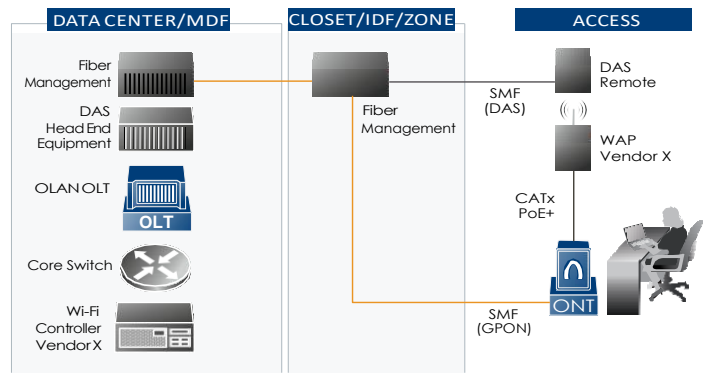 DATA CENTER/MDF
CLOSET/IDF/ZONE
ACCESS
Fiber
Management
DAS
Head End
Equipment
OLAN OLT
OLT
Core Switch
Wi-Fi
Controller
Vendor X
Fiber
Management
SMF
(DAS)
DAS
Remote
WAP
Vendor X
CATx
PoE+
ONT
SMF
(GPON)